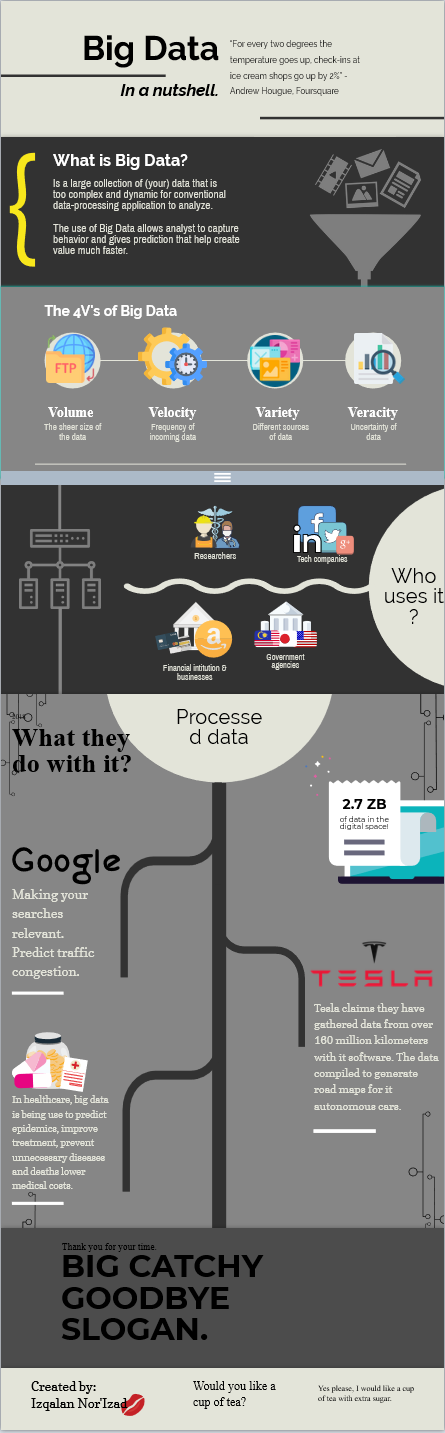 Big Data
In a nutshell.
"For every two degrees the
temperature goes up, check-ins at
ice cream shops go up by 2%" -
Andrew Hougue, Foursquare
What is Big Data?
Is a large collection of (your) data that is
too complex and dynamic for conventional
data-processing application to analyze.
The use of Big Data allows analyst to capture
behavior and gives prediction that help create
value much faster.
The 4V's of Big Data
FTP
Volume
The sheer size of
the data
Velocity
Frequency of
incoming data
Variety
Different sources
of data
Veracity
Uncertainty of
data
Researchers
f
in
g+
Tech companies
Who
uses it
?
a
Financial intitution &
businesses
Government
agencies
Processe
d data
What they
do with it?
2.7 ZB
of data in the
digital space!
Google
Making your
searches
relevant.
Predict traffic
congestion.
TESLA
Tesla claims they have
gathered data from over
160 million kilometers
with it software. The data
compiled to generate
road maps for it
autonomous cars.
In healthcare, big data
is being use to predict
epidemics, improve
treatment, prevent
unnecessary diseases
and deaths lower
medical costs.
Thank you for your time.
BIG CATCHY
GOODBYE
SLOGAN.
Created by:
Izqalan Nor'Izad
Would you like a
cup of tea?
Yes please, I would like a cup
of tea with extra sugar.